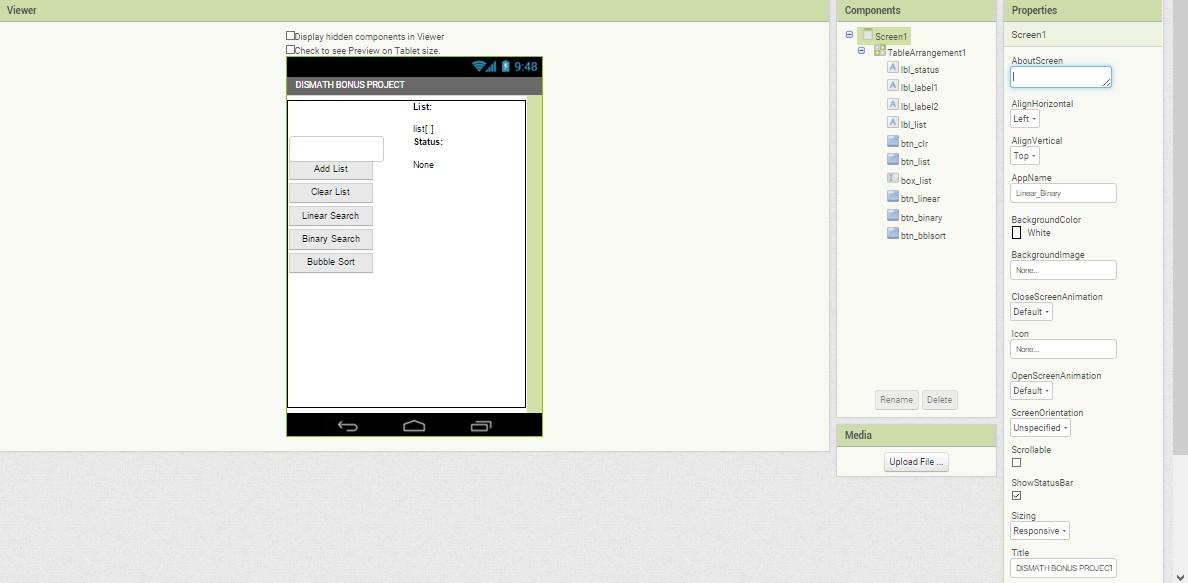 Viewer
Display hidden components in Viewer
Check to see Preview on Tablet size.
9:48
DISMATH BONUS PROJECT
List:
list[ ]
Status:
None
Add List
Clear List
Linear Search
Binary Search
Bubble Sort
Components
Screen1
TableArrangement1
lbl_status
lbl_label1
lbl_label2
lbl_list
btn_clr
btn_list
box_list
btn_linear
btn_binary
btn_bblsort
Rename Delete
Media
Upload File ...
Properties
Screen1
AboutScreen
AlignHorizontal
Left
AlignVertical
Top
AppName
Linear_Binary
BackgroundColor
White
BackgroundImage
None...
CloseScreenAnimation
Default
Icon
None...
OpenScreenAnimation
Default
ScreenOrientation
Unspecified
Scrollable
ShowStatusBar
Sizing
Responsive
Title
DISMATH BONUS PROJECT